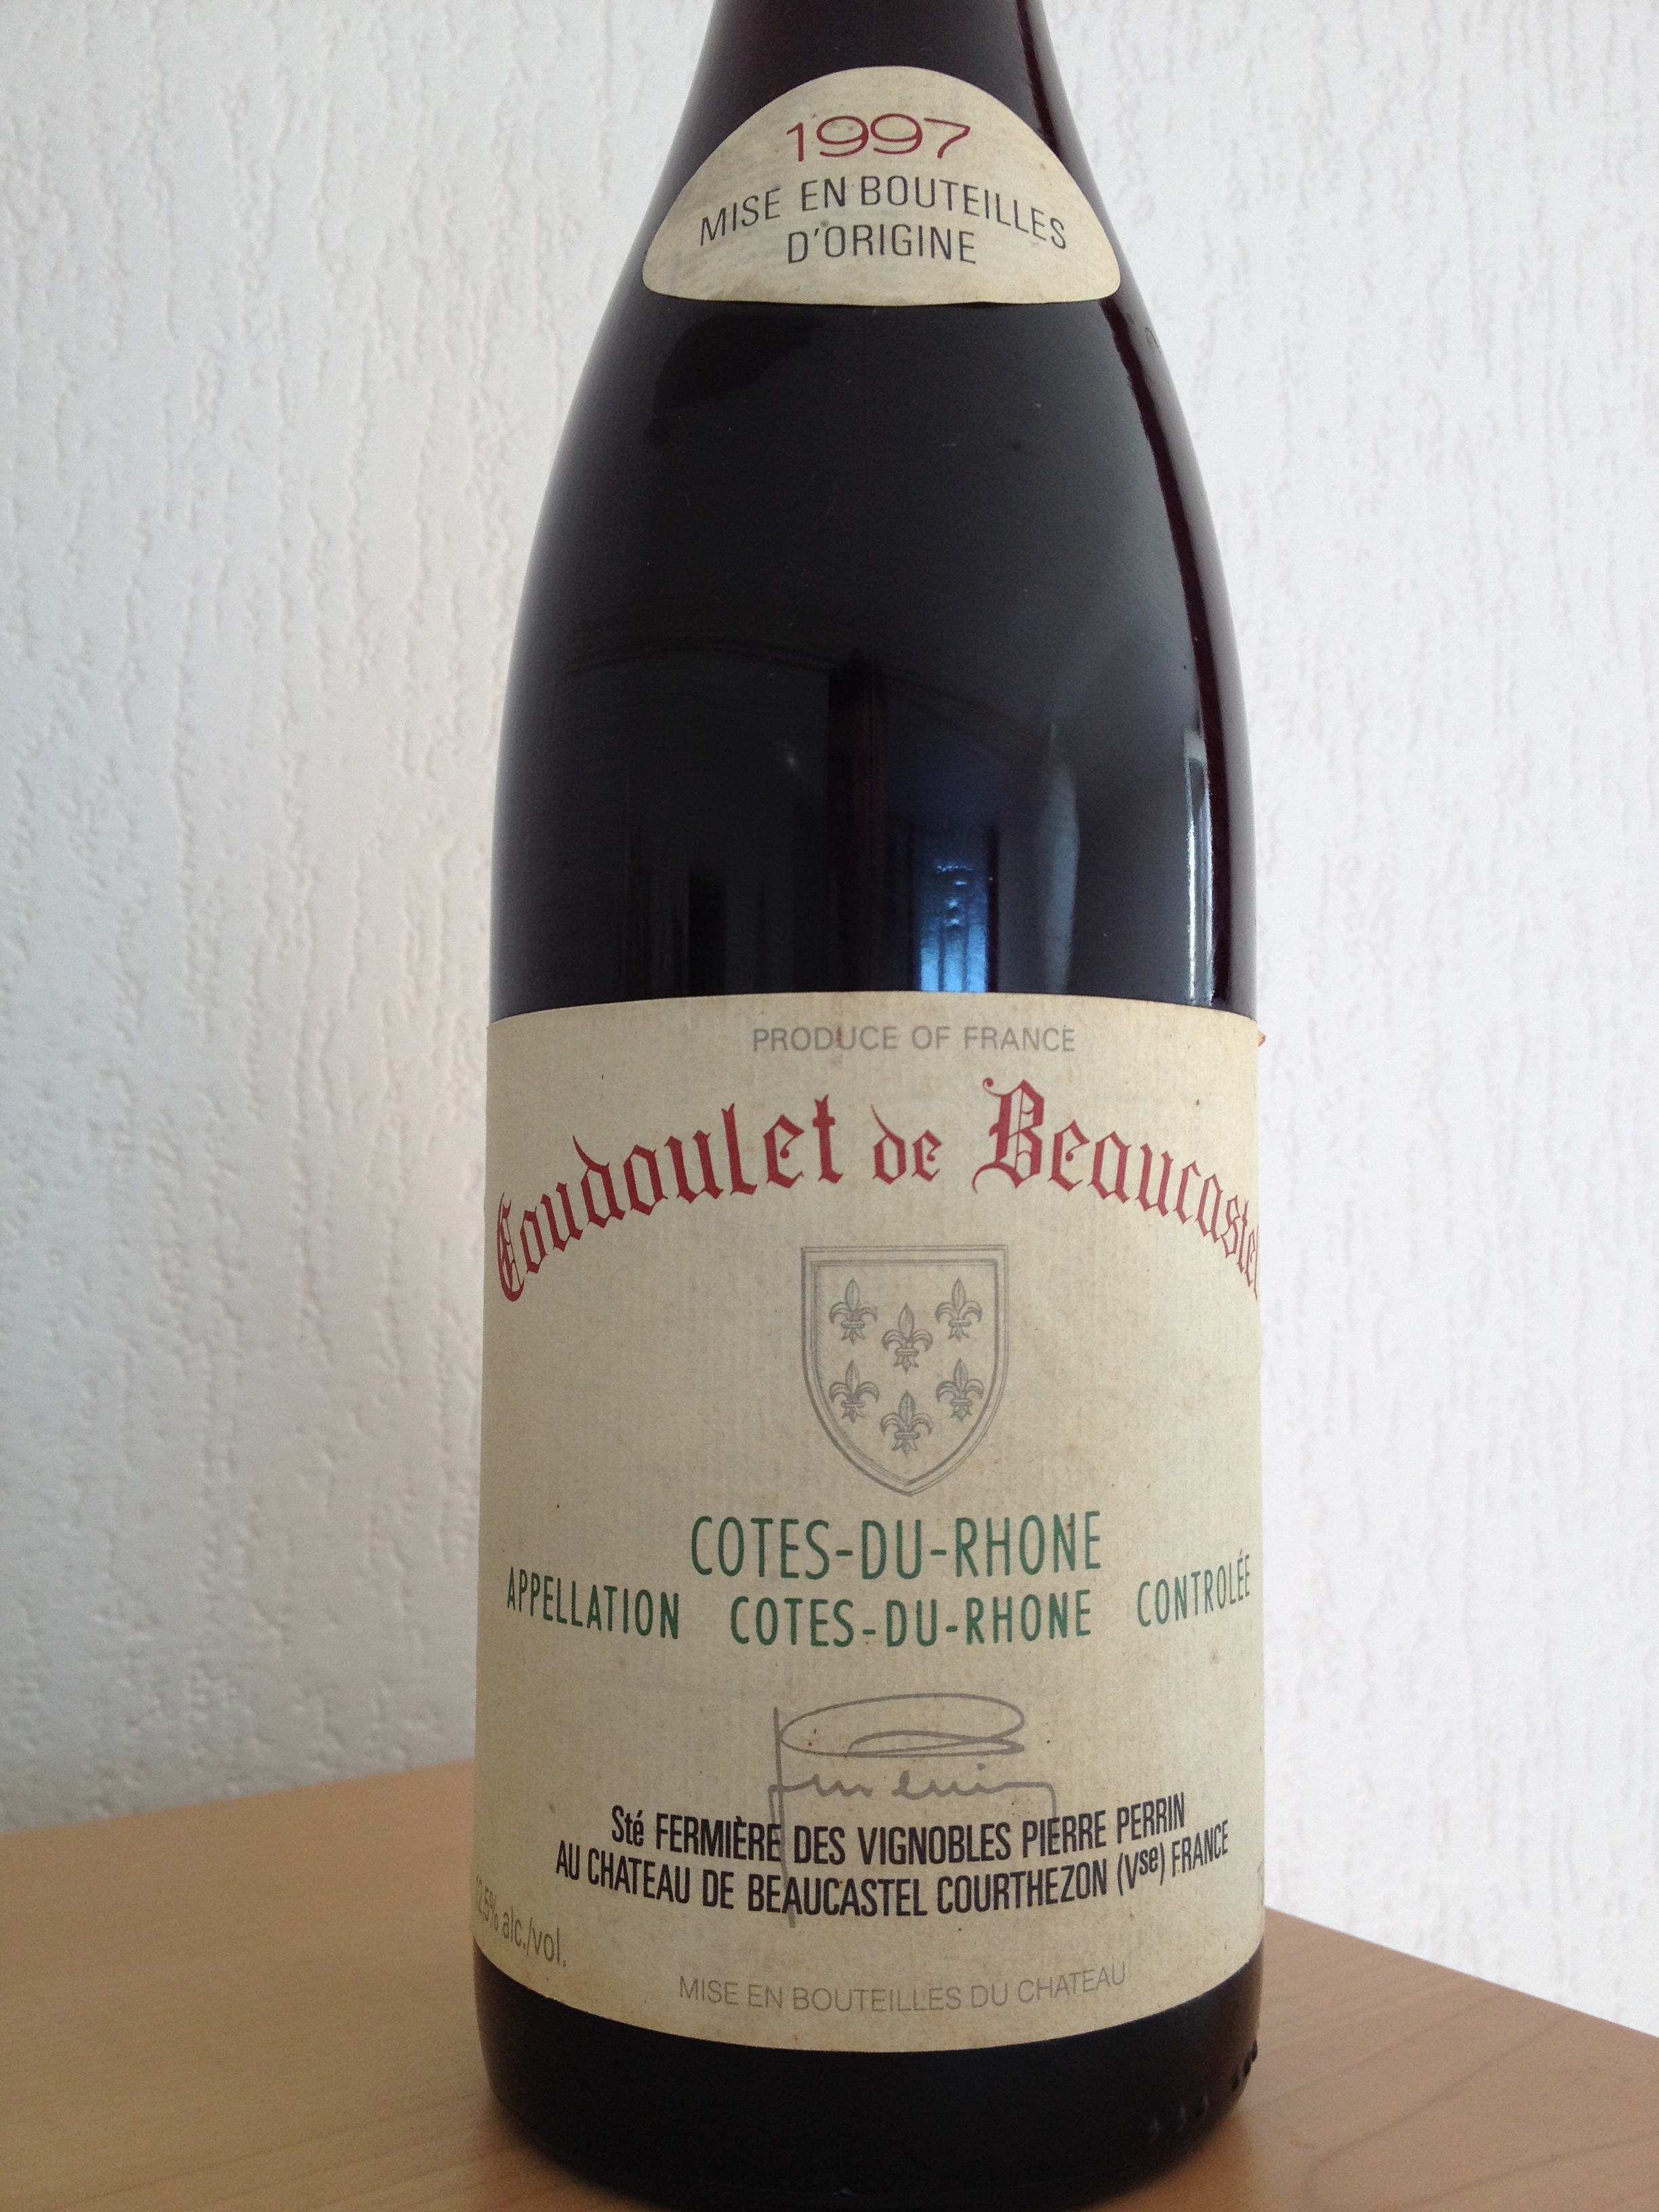 1997
MISE EN BOUTEILLES
D'ORIGINE
PRODUCE OF FRANCE
Coudoulet de Beaucastel
COTES-DU-RHONE
APPELLATION COTES-DU-RHONE CONTROLÉE
Sté FERMIÈRE DES VIGNOBLES PIERRE PERRIN
AU CHATEAU DE BEAUCASTEL COURTHEZON (Vse) FRANCE
12,5% alc./vol.
MISE EN BOUTEILLES DU CHATEAU